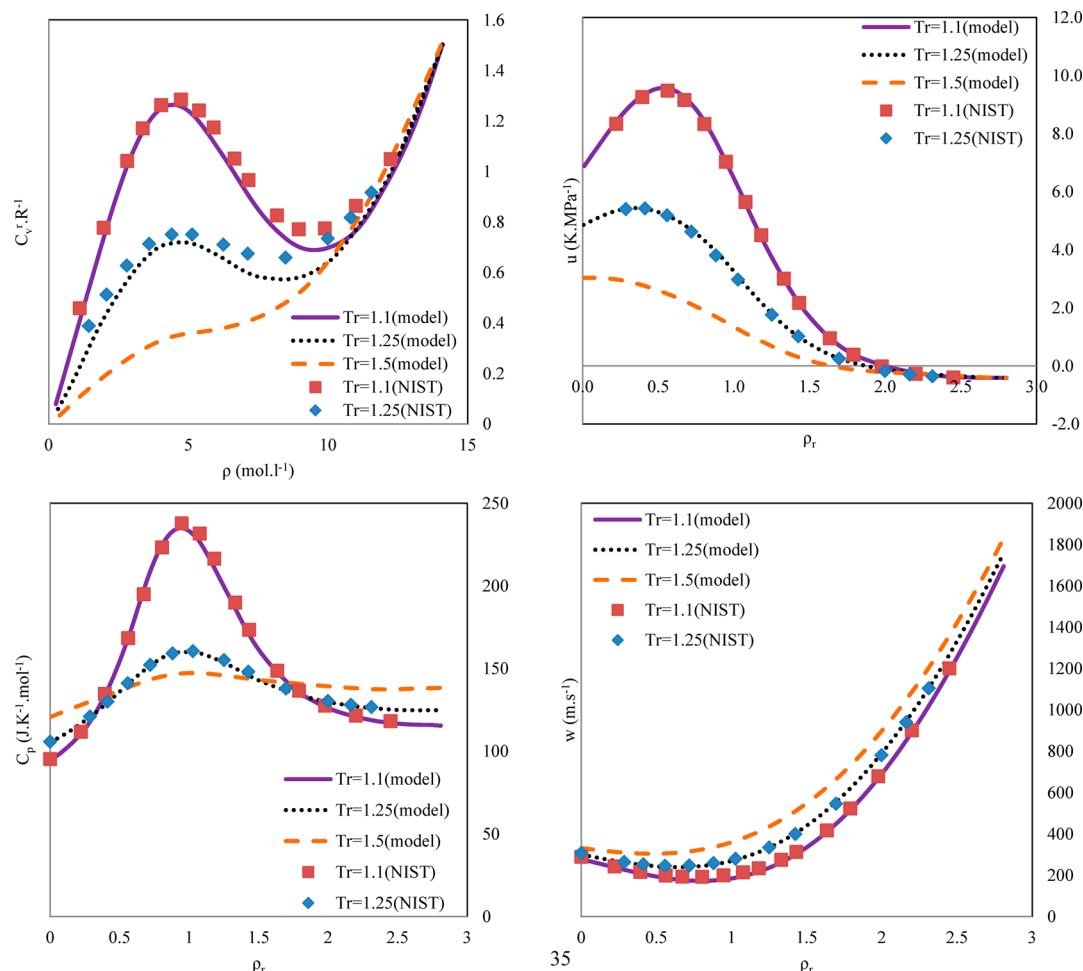 1.6
1.4
1.2
1
0.8
0.6
0.4
0.2
0
Cᵥʳ.R⁻¹
0
5
10
15
ρ (mol.l⁻¹)
Tr=1.1(model)
Tr=1.25(model)
Tr=1.5(model)
Tr=1.1(NIST)
Tr=1.25(NIST)
12.0
10.0
8.0
6.0
4.0
2.0
0.0
-2.0
u (K.MPa⁻¹)
0.0
0.5
1.0
1.5
2.0
2.5
3.0
ρᵣ
Tr=1.1(model)
Tr=1.25(model)
Tr=1.5(model)
Tr=1.1(NIST)
Tr=1.25(NIST)
250
200
150
100
50
0
Cₚ (J.K⁻¹.mol⁻¹)
0
0.5
1
1.5
2
2.5
3
ρᵣ
Tr=1.1(model)
Tr=1.25(model)
Tr=1.5(model)
Tr=1.1(NIST)
Tr=1.25(NIST)
2000
1800
1600
1400
1200
1000
800
600
400
200
0
w (m.s⁻¹)
0
0.5
1
1.5
2
2.5
3
ρᵣ
Tr=1.1(model)
Tr=1.25(model)
Tr=1.5(model)
Tr=1.1(NIST)
Tr=1.25(NIST)
35